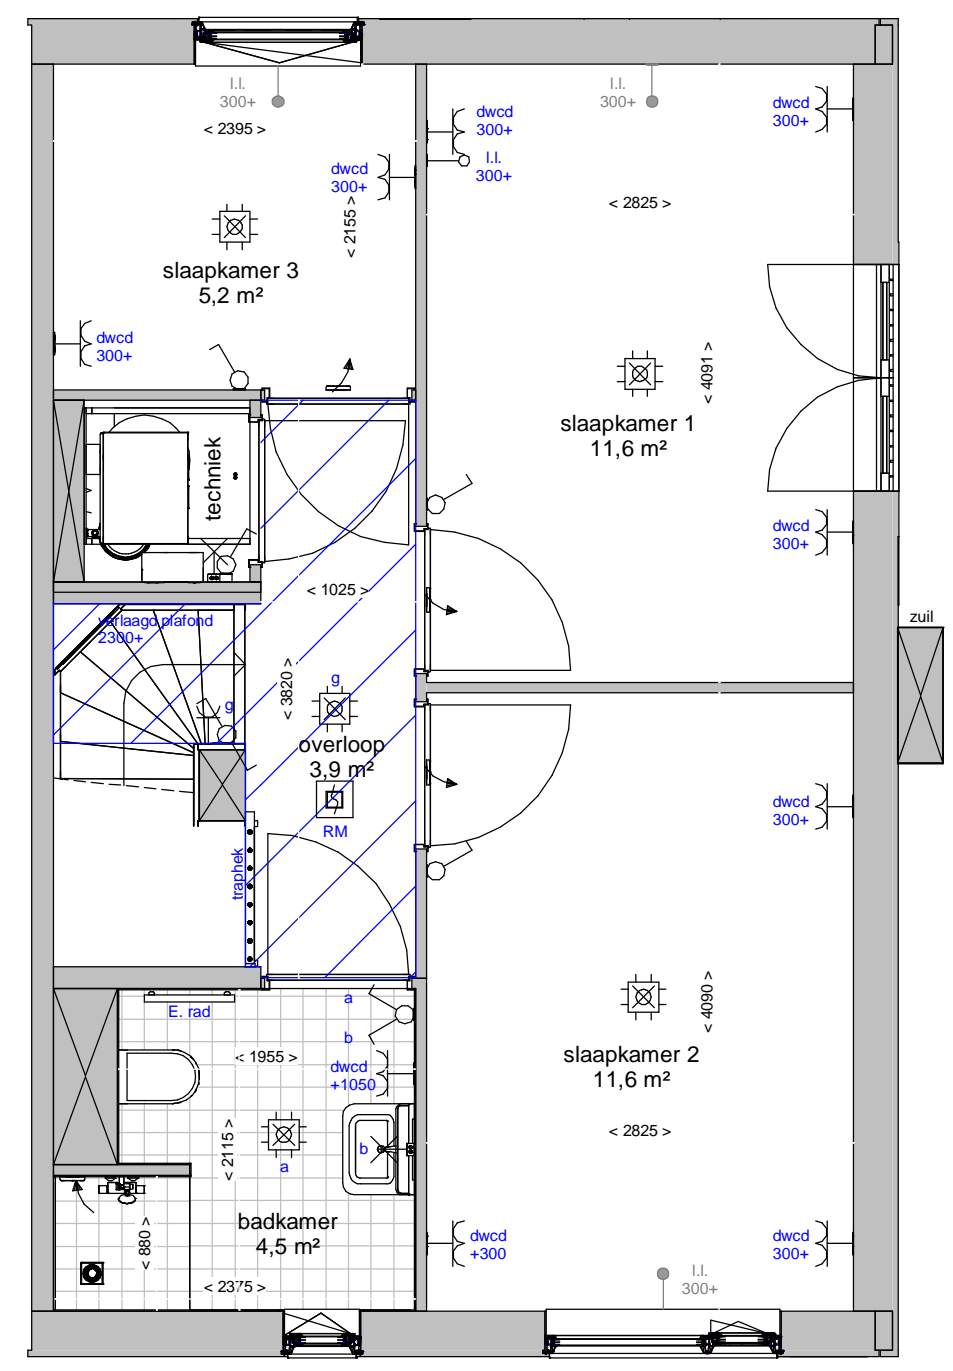 l.l.
300+
< 2395 >
dwcd
300+
< 2155 >
slaapkamer 3
5,2 m²
dwcd
300+
l.l.
300+
dwcd
300+
dwcd
300+
l.l.
300+
< 2825 >
< 4091 >
slaapkamer 1
11,6 m²
dwcd
300+
techniek
< 1025 >
verlaagd plafond
2300+
zuil
g
g
< 3820 >
overloop
3,9 m²
RM
traphek
dwcd
300+
< 4090 >
slaapkamer 2
11,6 m²
< 2825 >
E. rad
a
b
< 1955 >
dwcd
+1050
< 2115 >
b
a
badkamer
4,5 m²
< 880 >
< 2375 >
dwcd
+300
dwcd
300+
l.l.
300+